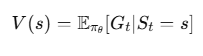 V(s) = 𝔼_{π_θ}[G_t|S_t = s]